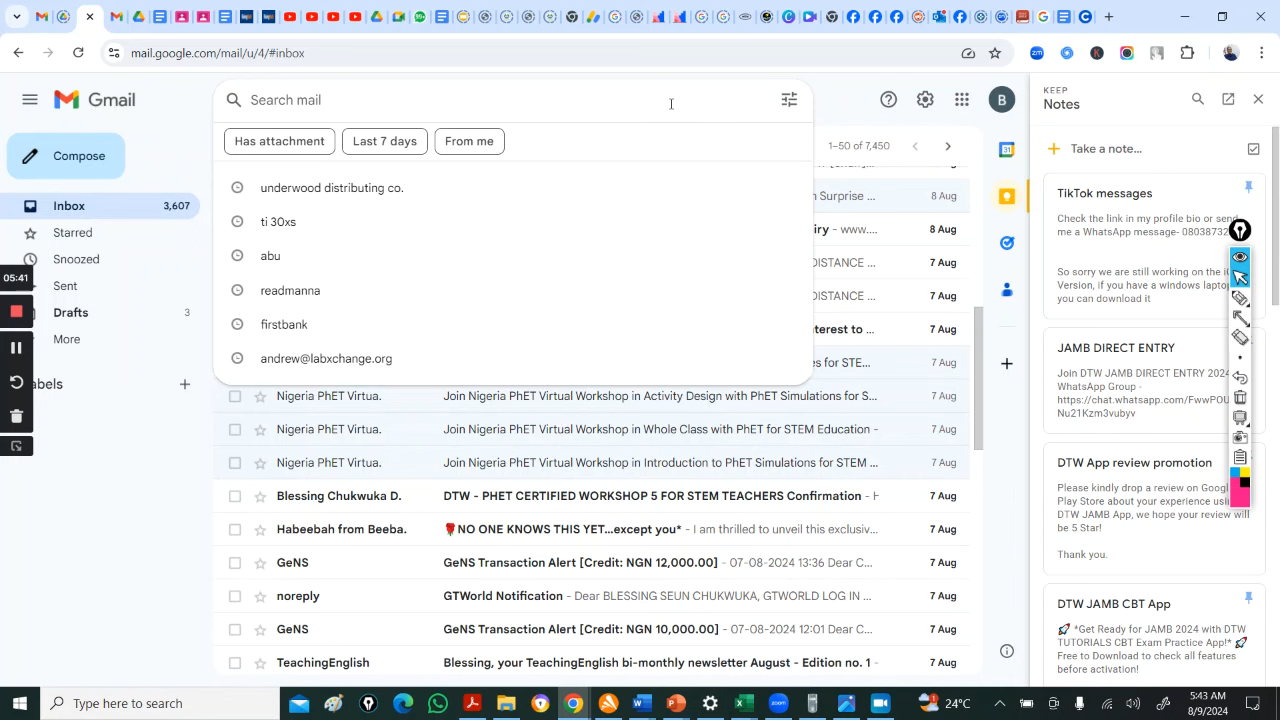 mail.google.com/mail/u/4/#inbox
Gmail
Search mail
B
KEEP
Notes
Has attachment
Last 7 days
From me
1–50 of 7,450
Compose
Take a note...
underwood distributing co.
ti 30xs
abu
readmanna
firstbank
andrew@labxchange.org
Inbox 3,607
Starred
Snoozed
Sent
Drafts 3
More
05:41
Surprise ... 8 Aug
iry - www.... 8 Aug
DISTANCE ... 7 Aug
DISTANCE ... 7 Aug
terest to ... 7 Aug
es for STE... 7 Aug
Nigeria PhET Virtua. Join Nigeria PhET Virtual Workshop in Activity Design with PhET Simulations for S... 7 Aug
Nigeria PhET Virtua. Join Nigeria PhET Virtual Workshop in Whole Class with PhET for STEM Education - 7 Aug
Nigeria PhET Virtua. Join Nigeria PhET Virtual Workshop in Introduction to PhET Simulations for STEM ... 7 Aug
Blessing Chukwuka D. DTW - PHET CERTIFIED WORKSHOP 5 FOR STEM TEACHERS Confirmation - H 7 Aug
Habeebah from Beeba. 🌹NO ONE KNOWS THIS YET...except you* - I am thrilled to unveil this exclusiv... 7 Aug
GeNS GeNS Transaction Alert [Credit: NGN 12,000.00] - 07-08-2024 13:36 Dear C... 7 Aug
noreply GTWorld Notification - Dear BLESSING SEUN CHUKWUKA, GTWORLD LOG IN ... 7 Aug
GeNS GeNS Transaction Alert [Credit: NGN 10,000.00] - 07-08-2024 12:01 Dear C... 7 Aug
TeachingEnglish Blessing, your TeachingEnglish bi-monthly newsletter August - Edition no. 1 - 7 Aug
TikTok messages
Check the link in my profile bio or send
me a WhatsApp message- 08038732
So sorry we are still working on the iO
Version, if you have a windows laptop
you can download it
JAMB DIRECT ENTRY
Join DTW JAMB DIRECT ENTRY 2024
WhatsApp Group -
https://chat.whatsapp.com/FwwPOU
Nu21Kzm3vubyv
DTW App review promotion
Please kindly drop a review on Google
Play Store about your experience usin
DTW JAMB App, we hope your review will
be 5 Star!
Thank you.
DTW JAMB CBT App
🚀 *Get Ready for JAMB 2024 with DTW
TUTORIALS CBT Exam Practice App!* 🚀
Free to Download to check all features
before activation!
abels
Type here to search
24°C
5:43 AM
8/9/2024